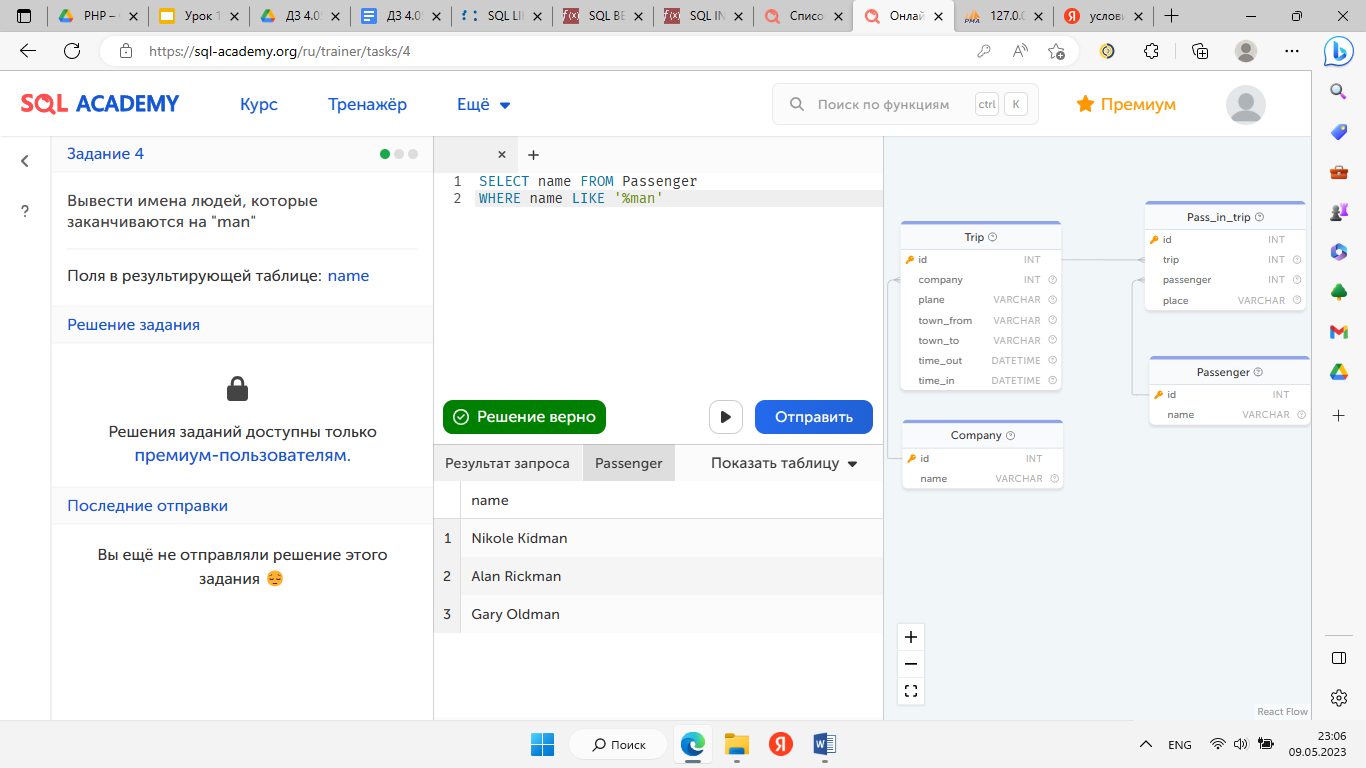 PHP –
Урок 1
ДЗ 4.0
ДЗ 4.0
SQL LI
SQL BE
SQL IN
Списо
Онлай
127.0.0
услов
https://sql-academy.org/ru/trainer/tasks/4
SQL ACADEMY
Курс
Тренажёр
Ещё
Поиск по функциям
ctrl
K
Премиум
Задание 4
?
Вывести имена людей, которые
заканчиваются на "man"
Поля в результирующей таблице: name
Решение задания
Решения заданий доступны только
премиум-пользователям.
Последние отправки
Вы ещё не отправляли решение этого
задания 😔
1 SELECT name FROM Passenger
2 WHERE name LIKE '%man'
Решение верно
Отправить
Результат запроса
Passenger
Показать таблицу
name
1 Nikole Kidman
2 Alan Rickman
3 Gary Oldman
Trip
id INT
company INT
plane VARCHAR
town_from VARCHAR
town_to VARCHAR
time_out DATETIME
time_in DATETIME
Company
id INT
name VARCHAR
Pass_in_trip
id INT
trip INT
passenger INT
place VARCHAR
Passenger
id INT
name VARCHAR
React Flow
Поиск
ENG
23:06
09.05.2023